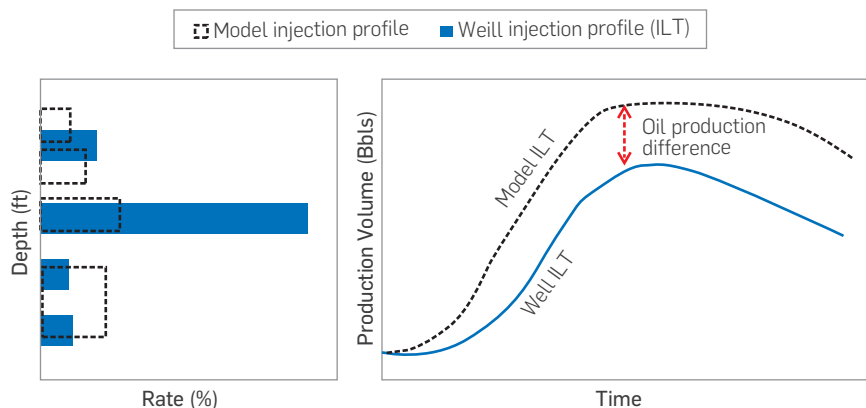 Model injection profile
Weill injection profile (ILT)
Depth (ft)
Rate (%)
Production Volume (Bbls)
Model ILT
Well ILT
Oil production
difference
Time